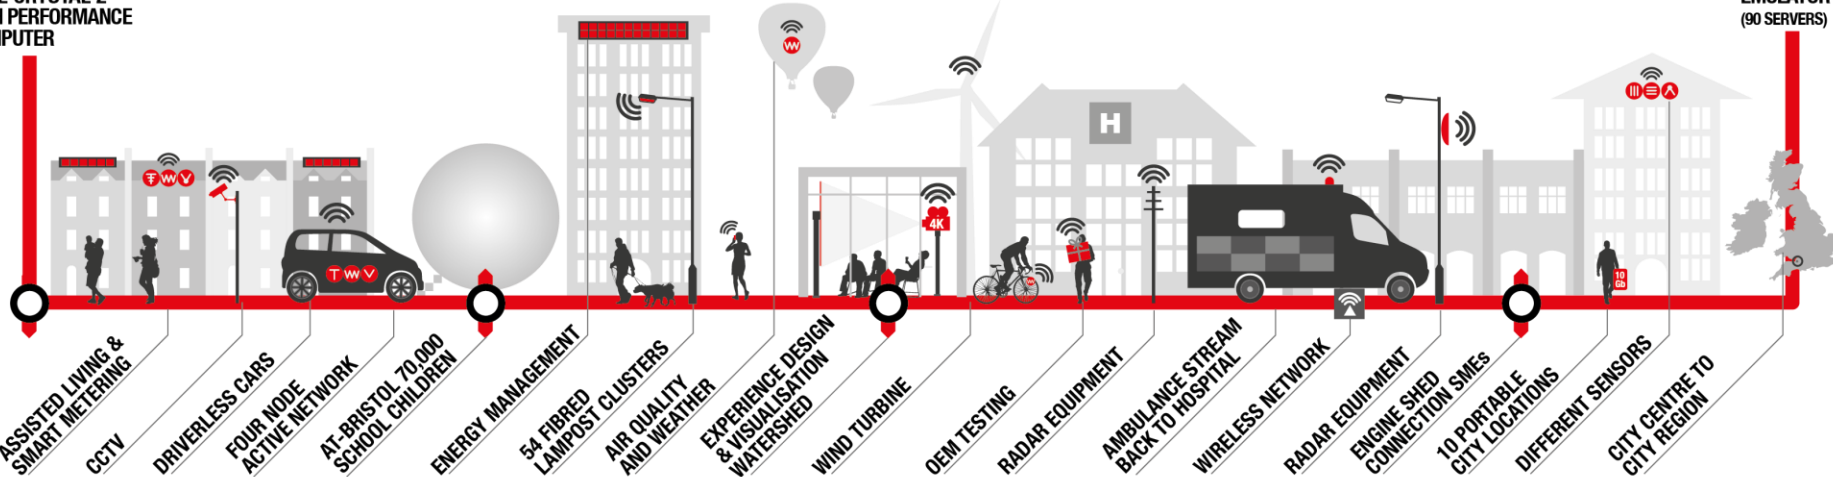 PERFORMANCE
EMULATOR
(90 SERVERS)
H
4K
10
Gb
ASSISTED LIVING &
SMART METERING
CCTV
DRIVERLESS CARS
FOUR NODE
ACTIVE NETWORK
AT-BRISTOL 70,000
SCHOOL CHILDREN
ENERGY MANAGEMENT
54 FIBRED
LAMPOST CLUSTERS
AIR QUALITY
AND WEATHER
EXPERIENCE DESIGN
& VISUALISATION
WATERSHED
WIND TURBINE
OEM TESTING
RADAR EQUIPMENT
AMBULANCE STREAM
BACK TO HOSPITAL
WIRELESS NETWORK
RADAR EQUIPMENT
ENGINE SHED
CONNECTION SMEs
10 PORTABLE
CITY LOCATIONS
DIFFERENT SENSORS
CITY CENTRE TO
CITY REGION